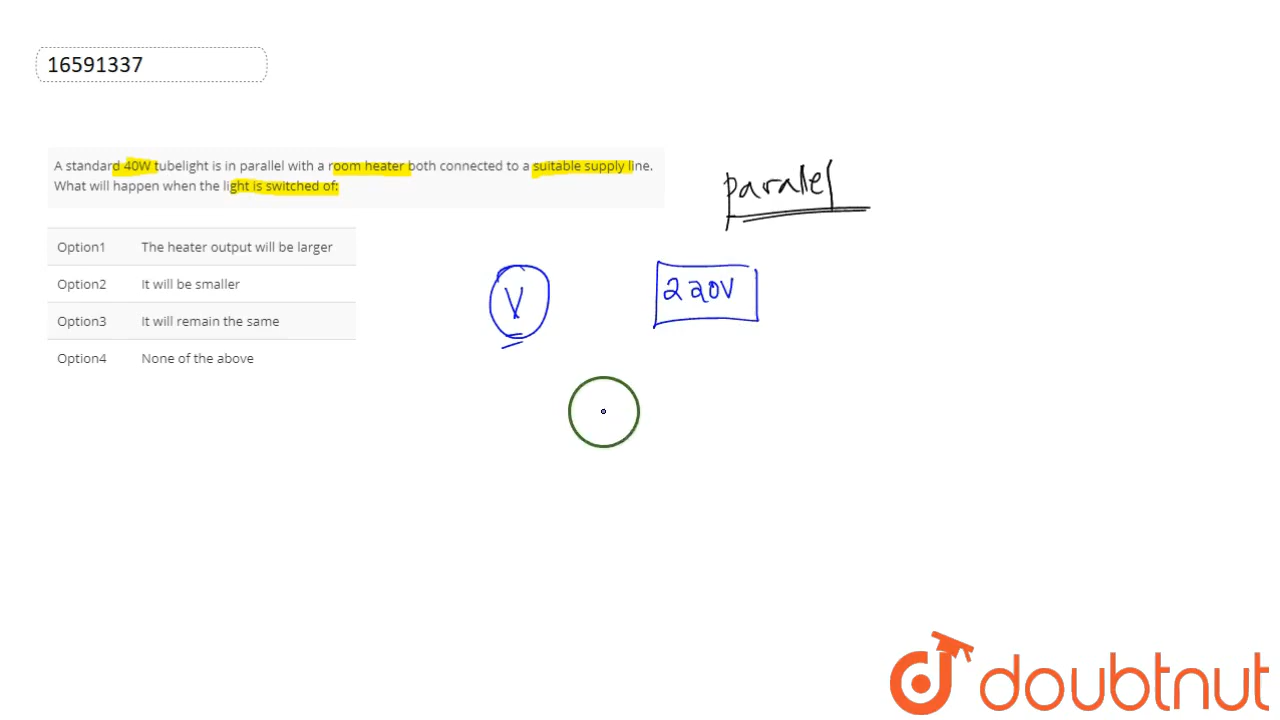 16591337
A standard 40W tubelight is in parallel with a room heater both connected to a suitable supply line.
What will happen when the light is switched of:
parallel
Option1 The heater output will be larger
Option2 It will be smaller
Option3 It will remain the same
Option4 None of the above
V
220V
doubtnut